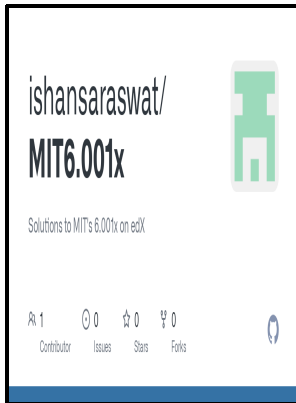 ishansaraswat/
MIT6.001x
Solutions to MIT's 6.001x on edX
1 0 0 0
Contributor Issues Stars Forks